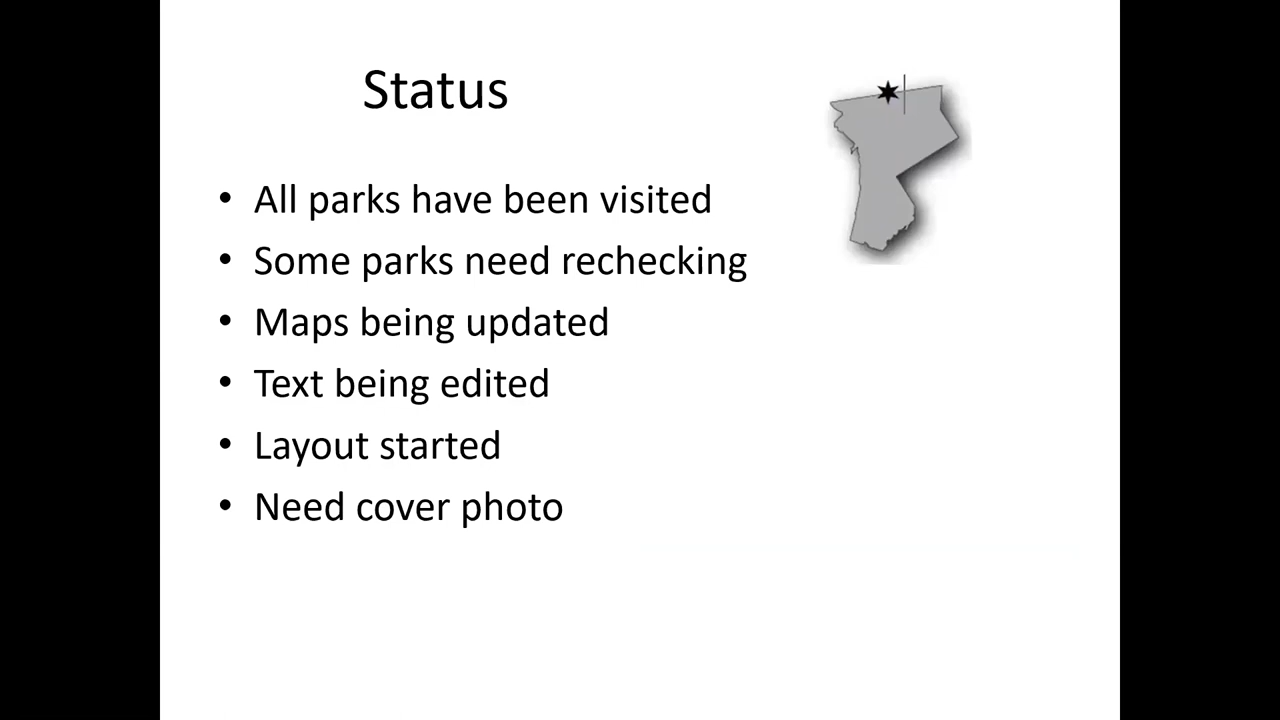 Status
• All parks have been visited
• Some parks need rechecking
• Maps being updated
• Text being edited
• Layout started
• Need cover photo